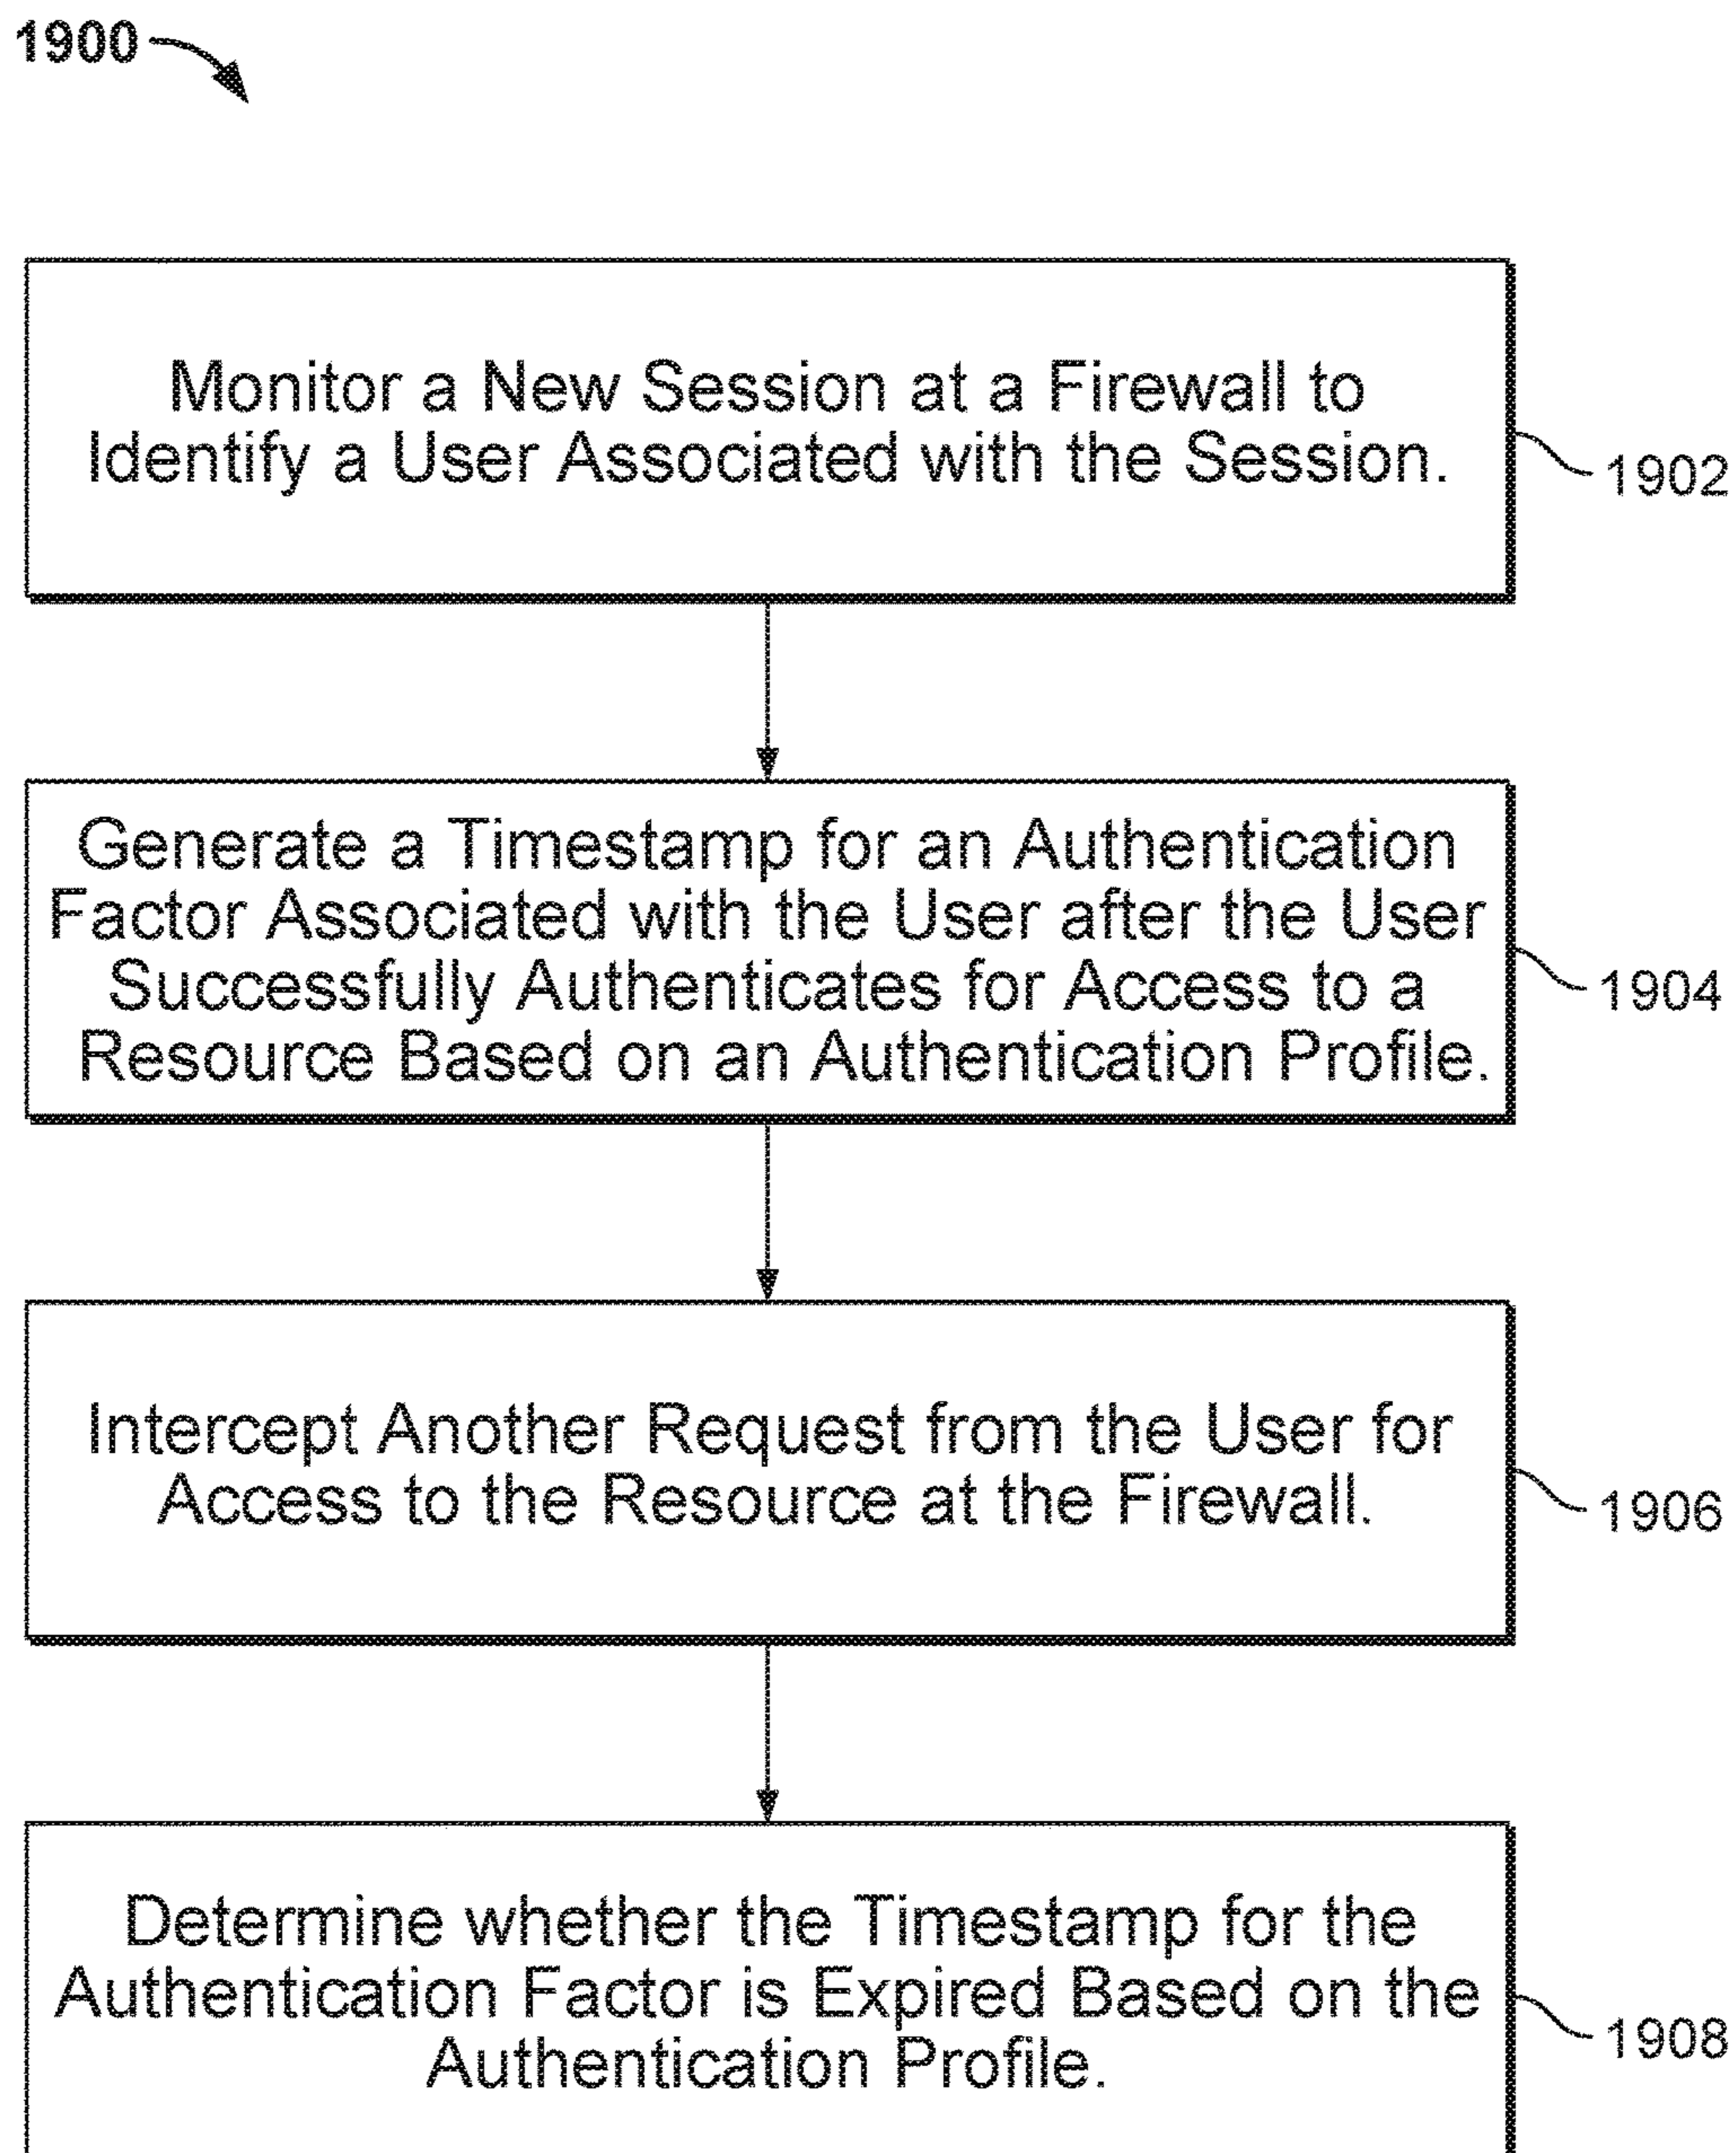 1900
Monitor a New Session at a Firewall to
Identify a User Associated with the Session.
1902
Generate a Timestamp for an Authentication
Factor Associated with the User after the User
Successfully Authenticates for Access to a
Resource Based on an Authentication Profile.
1904
Intercept Another Request from the User for
Access to the Resource at the Firewall.
1906
Determine whether the Timestamp for the
Authentication Factor is Expired Based on the
Authentication Profile.
1908